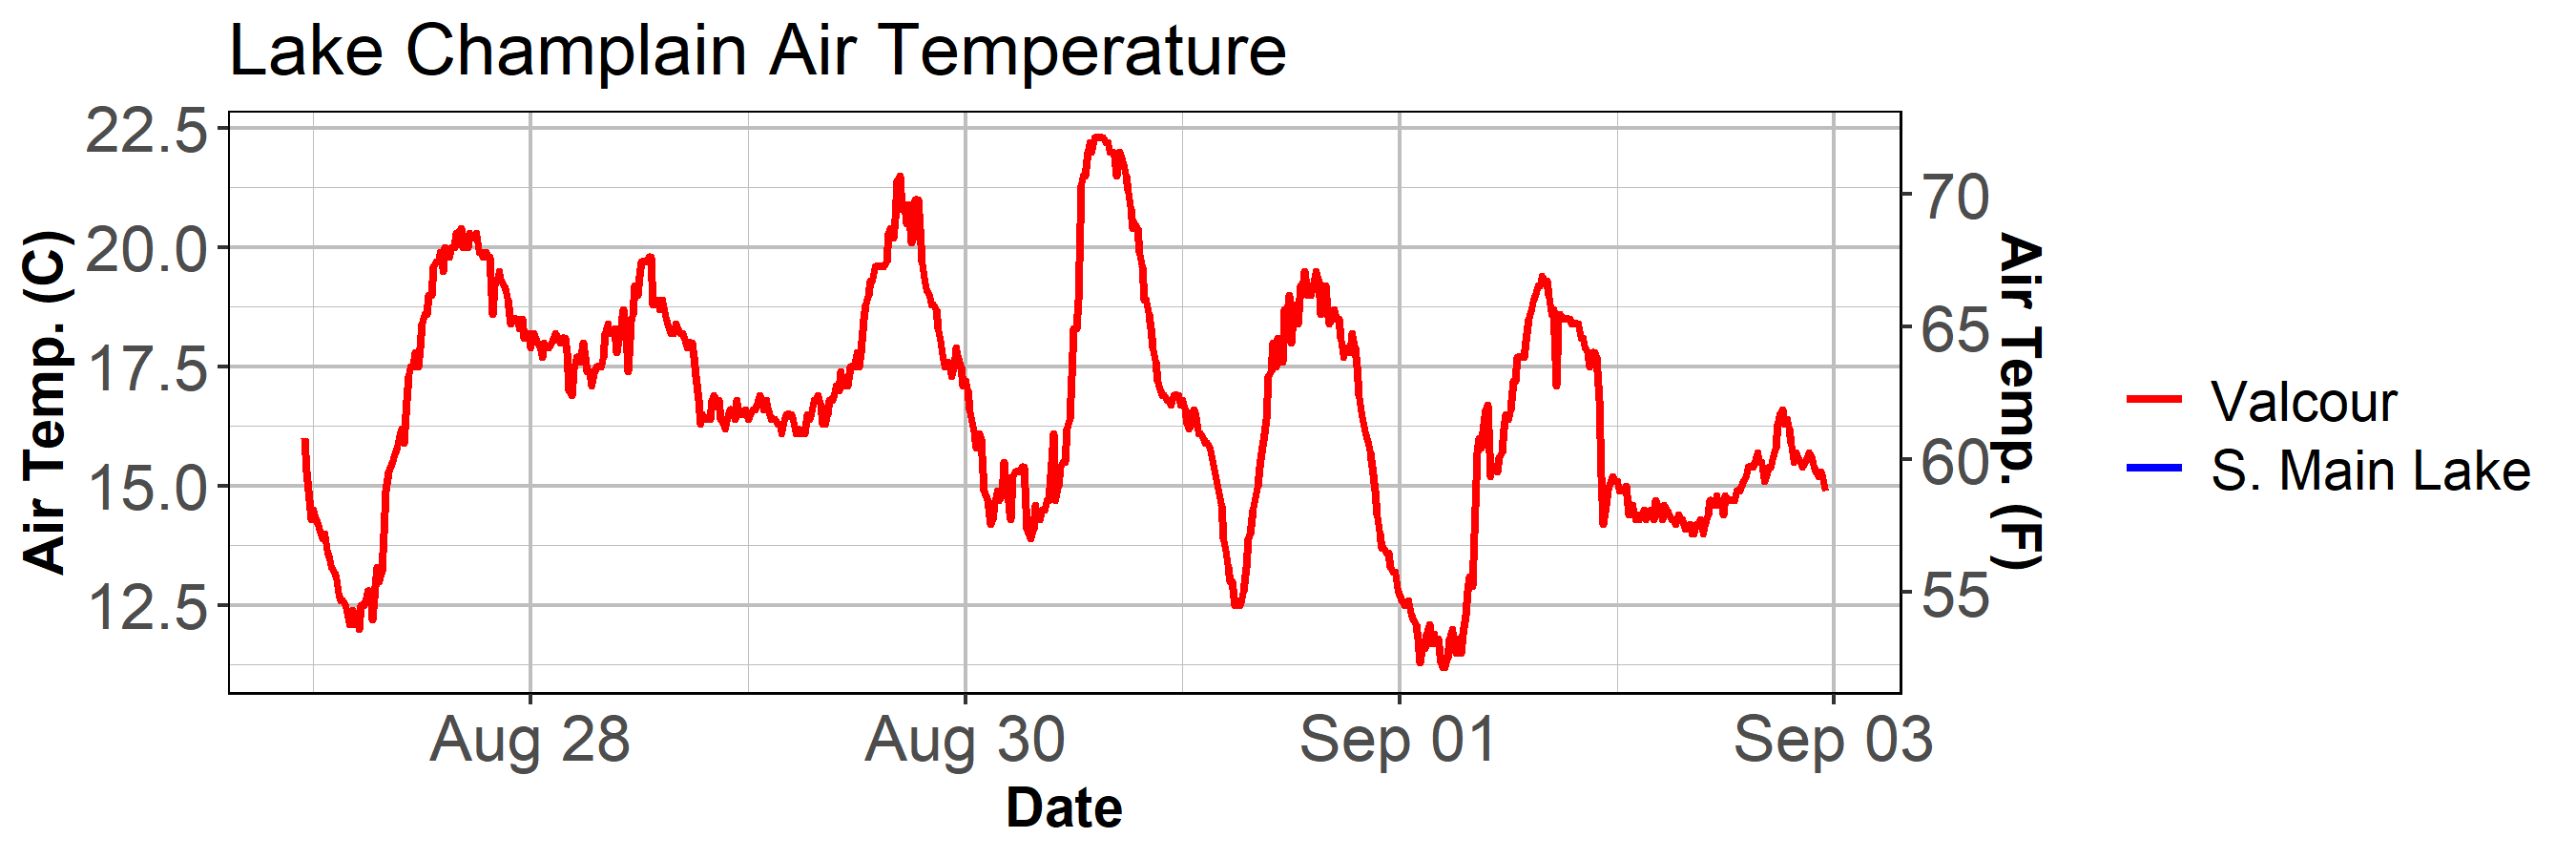 Lake Champlain Air Temperature
22.5
20.0
17.5
15.0
12.5
Air Temp. (C)
70
65
60
55
Air Temp. (F)
Aug 28
Aug 30
Sep 01
Sep 03
Date
Valcour
S. Main Lake